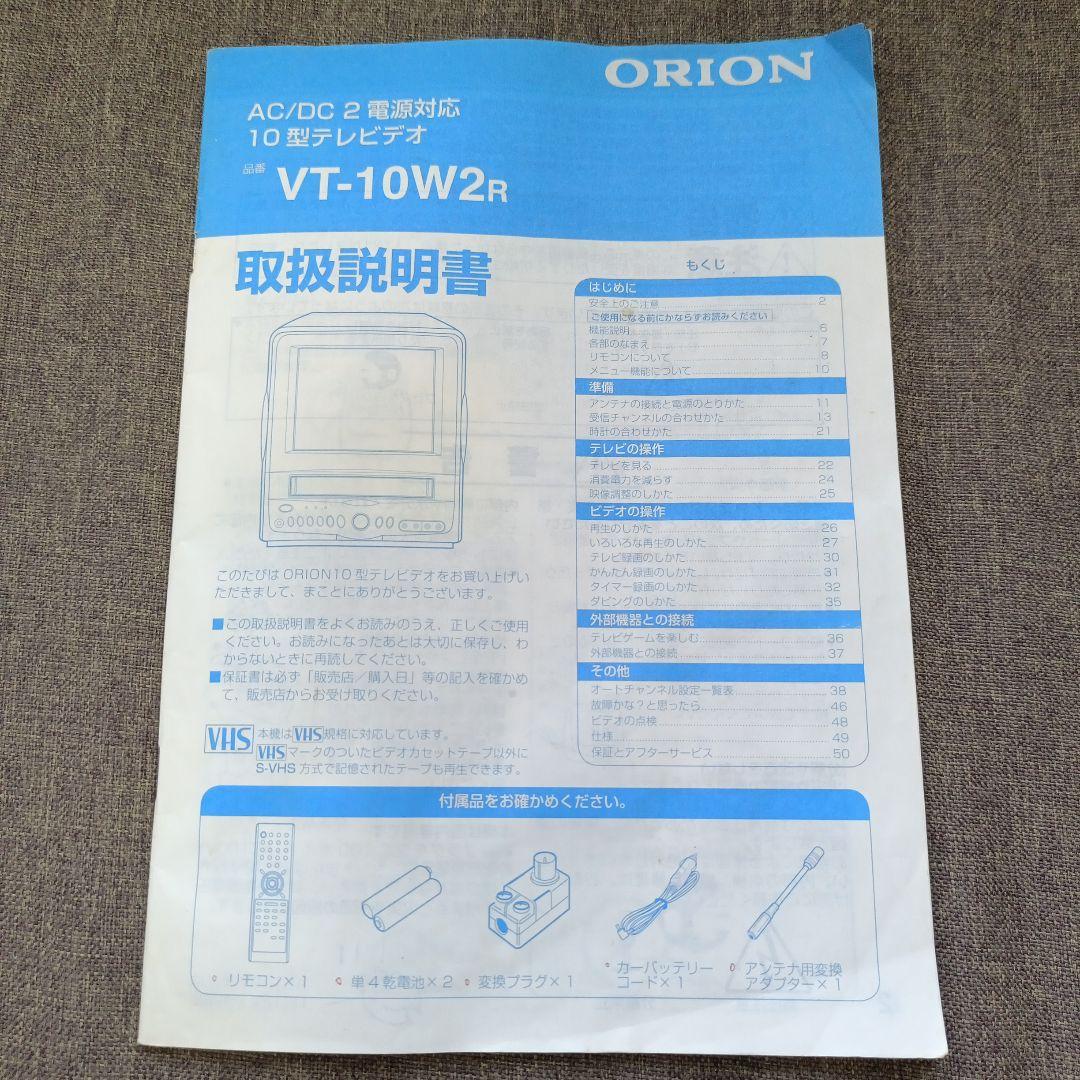 ORION
AC/DC 2 電源対応
10 型テレビデオ
品番 VT-10W2R
取扱説明書
もくじ
はじめに
安全上のご注意 2
ご使用になる前にかならずお読みください
機能説明 6
各部のなまえ 7
リモコンについて 8
メニュー機能について 10
準備
アンテナの接続と電源のとりかた 11
受信チャンネルの合わせかた 13
時計の合わせかた 21
テレビの操作
テレビを見る 22
消費電力を減らす 24
映像調整のしかた 25
ビデオの操作
再生のしかた 26
いろいろな再生のしかた 27
テレビ録画のしかた 30
かんたん録画のしかた 31
タイマー録画のしかた 32
ダビングのしかた 35
外部機器との接続
テレビゲームを楽しむ 36
外部機器との接続 37
その他
オートチャンネル設定一覧表 38
故障かな？と思ったら 46
ビデオの点検 48
仕様 49
保証とアフターサービス 50
このたびは ORION10 型テレビデオをお買い上げい
ただきまして、まことにありがとうございます。
■この取扱説明書をよくお読みのうえ、正しくご使用
ください。お読みになったあとは大切に保存し、わ
からないときに再読してください。
■保証書は必ず「販売店／購入日」等の記入を確かめ
て、販売店からお受け取りください。
VHS 本機はVHS規格に対応しています。
VHSマークのついたビデオカセットテープ以外に
S-VHS 方式で記憶されたテープも再生できます。
付属品をお確かめください。
リモコン×1
単4乾電池×2
変換プラグ×1
カーバッテリー
コード×1
アンテナ用変換
アダプター×1